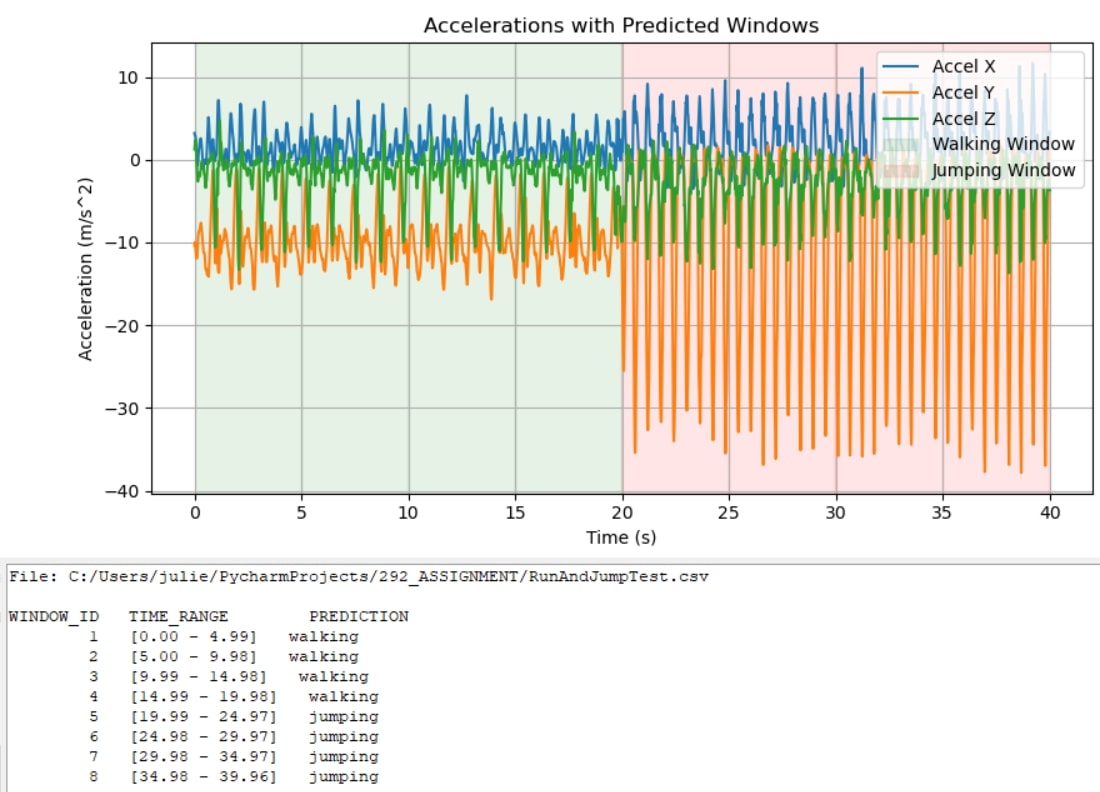 Accelerations with Predicted Windows
10
0
−10
−20
−30
−40
Acceleration (m/s^2)
Accel X
Accel Y
Accel Z
Walking Window
Jumping Window
0 5 10 15 20 25 30 35 40
Time (s)
File: C:/Users/julie/PycharmProjects/292_ASSIGNMENT/RunAndJumpTest.csv
WINDOW_ID TIME_RANGE PREDICTION
1 [0.00 - 4.99] walking
2 [5.00 - 9.98] walking
3 [9.99 - 14.98] walking
4 [14.99 - 19.98] walking
5 [19.99 - 24.97] jumping
6 [24.98 - 29.97] jumping
7 [29.98 - 34.97] jumping
8 [34.98 - 39.96] jumping